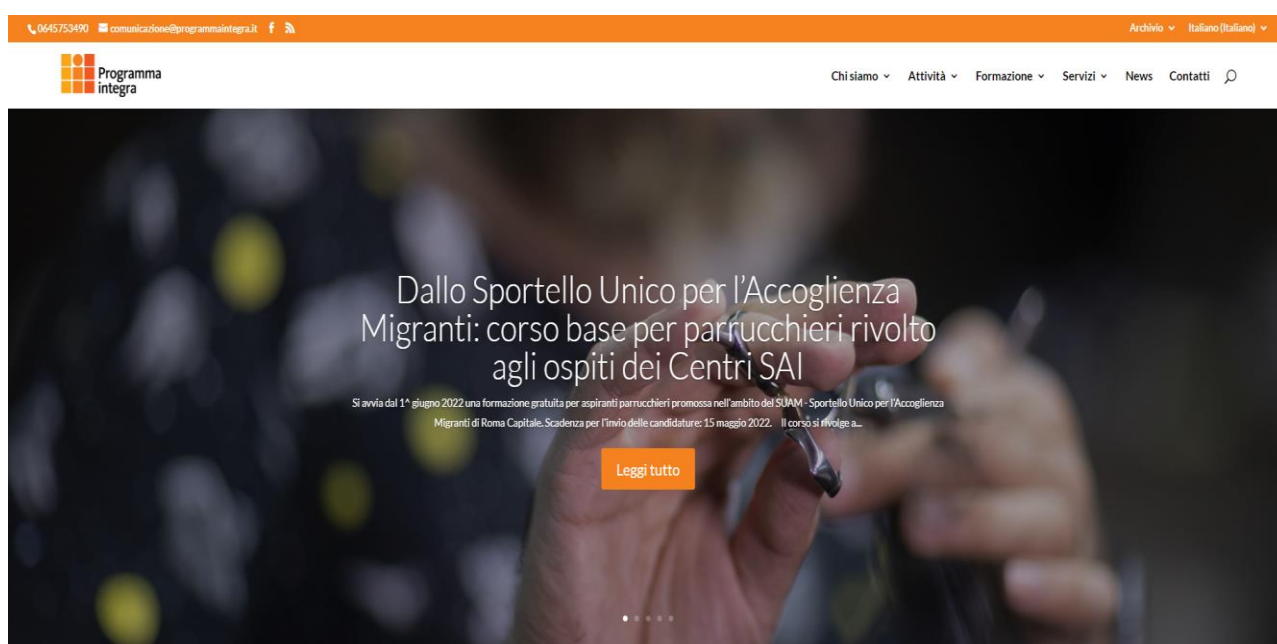 0645753490 comunicazione@programmaintegra.it
Archivio Italiano (Italiano)
Programma
integra
Chi siamo Attività Formazione Servizi News Contatti
Dallo Sportello Unico per l'Accoglienza
Migranti: corso base per parrucchieri rivolto
agli ospiti dei Centri SAI
Si avvia dal 1^ giugno 2022 una formazione gratuita per aspiranti parrucchieri promossa nell'ambito del SUAM - Sportello Unico per l'Accoglienza
Migranti di Roma Capitale. Scadenza per l'invio delle candidature: 15 maggio 2022. Il corso si rivolge a...
Leggi tutto